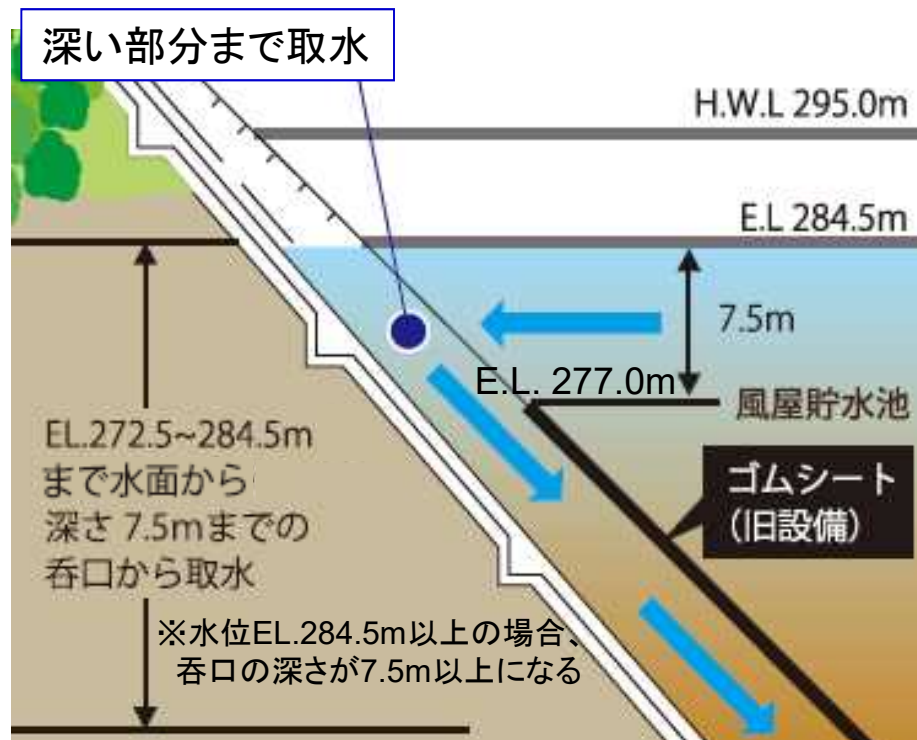 深い部分まで取水
H.W.L 295.0m
E.L 284.5m
7.5m
E.L. 277.0m
風屋貯水池
ゴムシート
(旧設備)
EL.272.5~284.5m
まで水面から
深さ 7.5mまでの
呑口から取水
※水位EL.284.5m以上の場合、
呑口の深さが7.5m以上になる